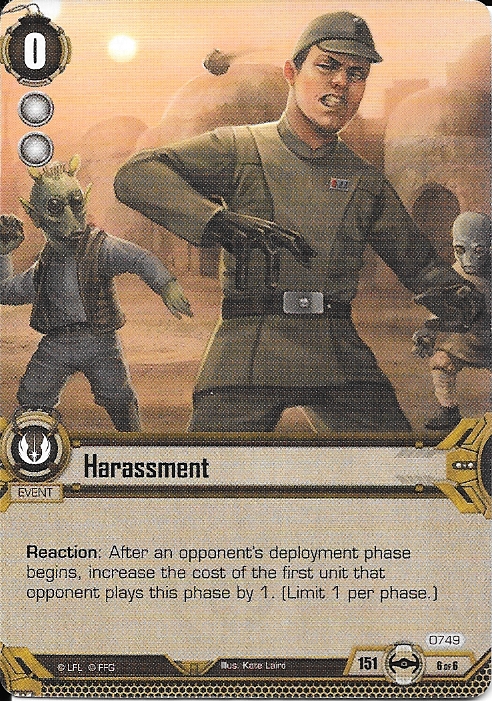 0
Harassment
EVENT
Reaction: After an opponent's deployment phase
begins, increase the cost of the first unit that
opponent plays this phase by 1. (Limit 1 per phase.)
0749
© LFL © FFG
Illus. Kate Laird
151
6 OF 6